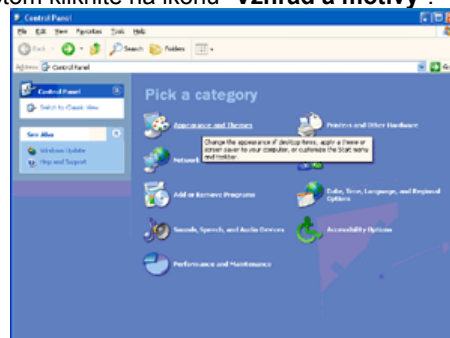 kliknite na ikonu "
Control Panel
File Edit View Favorites Tools Help
Back Search Folders
Address Control Panel Go
Control Panel
Switch to Classic View
See Also
Windows Update
Help and Support
Pick a category
Appearance and Themes
Printers and Other Hardware
Change the appearance of desktop items, apply a theme or
screen saver to your computer, or customize the Start menu
and taskbar.
Network
Add or Remove Programs
Date, Time, Language, and Regional
Options
Sounds, Speech, and Audio Devices
Accessibility Options
Performance and Maintenance